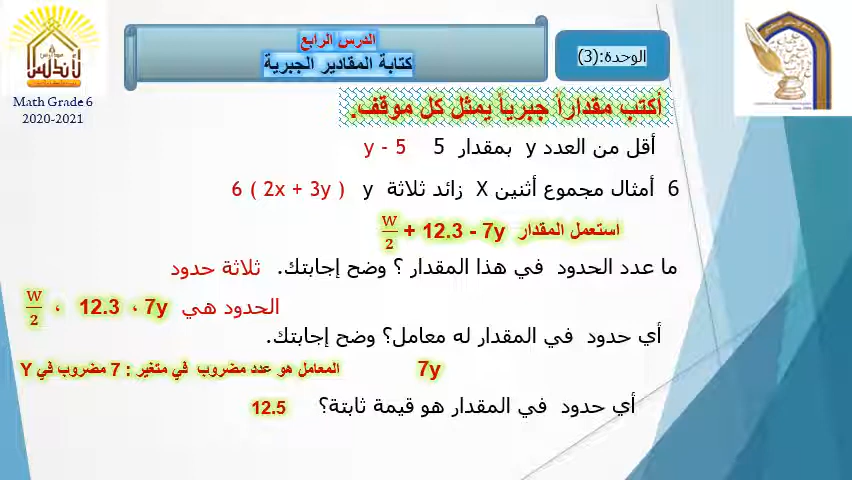 الوحدة:(3)
الدرس الرابع
كتابة المقادير الجبرية
Math Grade 6
2020-2021
أكتب مقداراً جبرياً يمثل كل موقف.
أقل من العدد y بمقدار 5 y - 5
6 أمثال مجموع أثنين X زائد ثلاثة y 6 ( 2x + 3y )
استعمل المقدار w/2 + 12.3 - 7y
ما عدد الحدود في هذا المقدار ؟ وضح إجابتك. ثلاثة حدود
الحدود هي 7y ، 12.3 ، w/2
أي حدود في المقدار له معامل؟ وضح إجابتك.
7y المعامل هو عدد مضروب في متغير : 7 مضروب في Y
أي حدود في المقدار هو قيمة ثابتة؟ 12.5